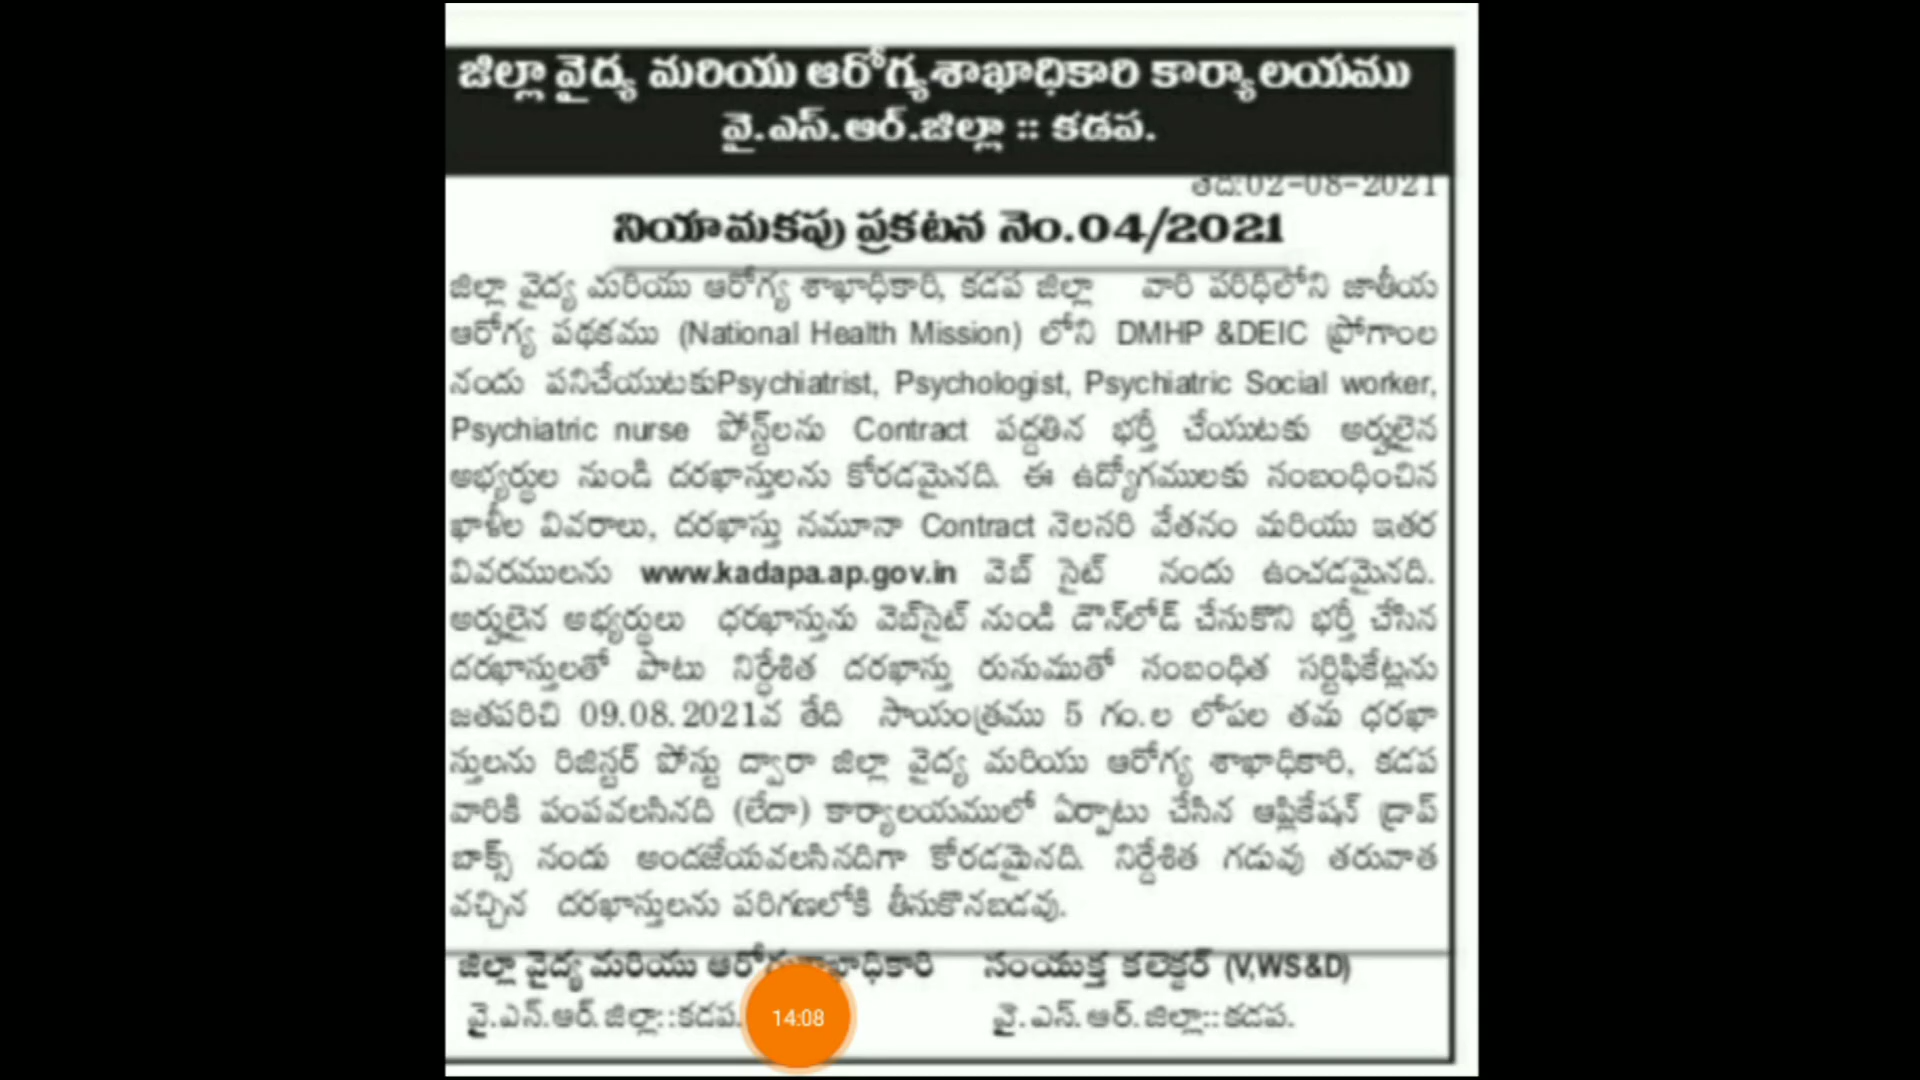 జిల్లా వైద్య మరియు ఆరోగ్యశాఖాధికారి కార్యాలయము
వై.ఎస్.ఆర్.జిల్లా :: కడప.
తేది:02-08-2021
నియామకపు ప్రకటన నెం.04/2021
జిల్లా వైద్య మరియు ఆరోగ్య శాఖాధికారి, కడప జిల్లా వారి పరిధిలోని జాతీయ
ఆరోగ్య పథకము (National Health Mission) లోని DMHP &DEIC ప్రోగాంల
నందు పనిచేయుటకుPsychiatrist, Psychologist, Psychiatric Social worker,
Psychiatric nurse పోస్ట్‌లను Contract పద్దతిన భర్తీ చేయుటకు అర్హులైన
అభ్యర్థుల నుండి దరఖాస్తులను కోరడమైనది. ఈ ఉద్యోగములకు సంబంధించిన
ఖాళీల వివరాలు, దరఖాస్తు నమూనా Contract నెలసరి వేతనం మరియు ఇతర
వివరములను www.kadapa.ap.gov.in వెబ్ సైట్ నందు ఉంచడమైనది.
అర్హులైన అభ్యర్థులు ధరఖాస్తును వెబ్‌సైట్ నుండి డౌన్‌లోడ్ చేసుకొని భర్తీ చేసిన
దరఖాస్తులతో పాటు నిర్దేశిత దరఖాస్తు రుసుముతో సంబంధిత సర్టిఫికేట్లను
జతపరిచి 09.08.2021వ తేది సాయంత్రము 5 గం.ల లోపల తమ ధరఖా
స్తులను రిజిస్టర్ పోస్టు ద్వారా జిల్లా వైద్య మరియు ఆరోగ్య శాఖాధికారి, కడప
వారికి పంపవలసినది (లేదా) కార్యాలయములో ఏర్పాటు చేసిన ఆప్లికేషన్ డ్రాప్
బాక్స్ నందు అందజేయవలసినదిగా కోరడమైనది. నిర్దేశిత గడువు తరువాత
వచ్చిన దరఖాస్తులను పరిగణలోకి తీసుకొనబడవు.
జిల్లా వైద్య మరియు ఆరోగ్యశాఖాధికారి సంయుక్త కలెక్టర్ (V,WS&D)
వై.ఎస్.ఆర్.జిల్లా::కడప. 14:08 వై.ఎస్.ఆర్.జిల్లా::కడప.